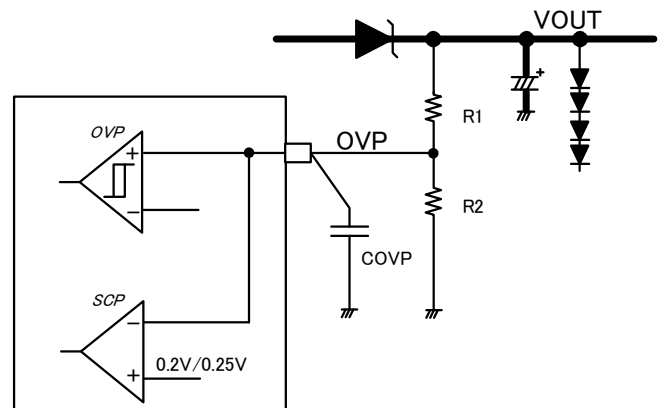 VOUT
OVP
+
R1
OVP
+
−
R2
COVP
SCP
−
+
0.2V/0.25V